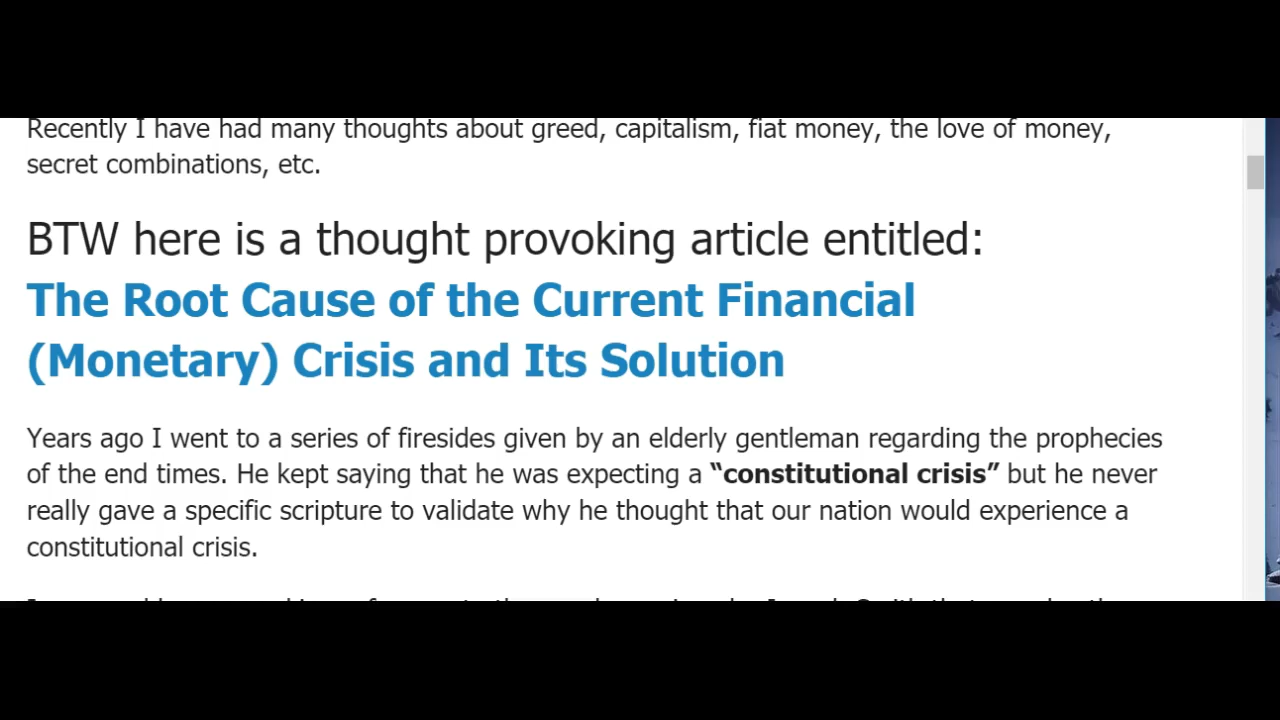 Recently I have had many thoughts about greed, capitalism, fiat money, the love of money,
secret combinations, etc.
BTW here is a thought provoking article entitled:
The Root Cause of the Current Financial
(Monetary) Crisis and Its Solution
Years ago I went to a series of firesides given by an elderly gentleman regarding the prophecies
of the end times. He kept saying that he was expecting a “constitutional crisis” but he never
really gave a specific scripture to validate why he thought that our nation would experience a
constitutional crisis.